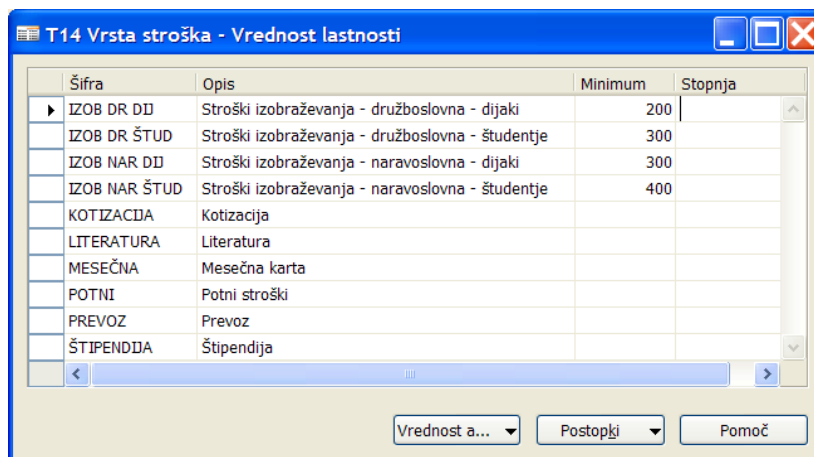 T14 Vrsta stroška - Vrednost lastnosti
Šifra Opis Minimum Stopnja
IZOB DR DIJ Stroški izobraževanja - družboslovna - dijaki 200
IZOB DR ŠTUD Stroški izobraževanja - družboslovna - študentje 300
IZOB NAR DIJ Stroški izobraževanja - naravoslovna - dijaki 300
IZOB NAR ŠTUD Stroški izobraževanja - naravoslovna - študentje 400
KOTIZACIJA Kotizacija
LITERATURA Literatura
MESEČNA Mesečna karta
POTNI Potni stroški
PREVOZ Prevoz
ŠTIPENDIJA Štipendija
Vrednost a... Postopki Pomoč